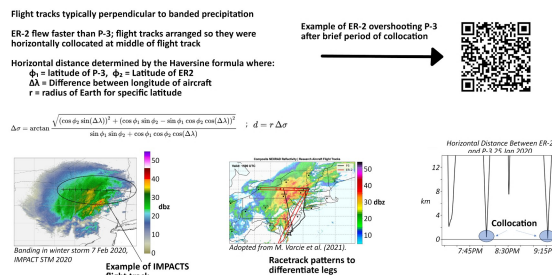 Flight tracks typically perpendicular to banded precipitation
ER-2 flew faster than P-3; flight tracks arranged so they were
horizontally collocated at middle of flight track
Horizontal distance determined by the Haversine formula where:
ϕ₁ = latitude of P-3, ϕ₂ = Latitude of ER2
Δλ = Difference between longitude of aircraft
r = radius of Earth for specific latitude
Example of ER-2 overshooting P-3
after brief period of collocation
Δσ = arctan √((cos ϕ₂ sin(Δλ))² + (cos ϕ₁ sin ϕ₂ − sin ϕ₁ cos ϕ₂ cos(Δλ))²) / (sin ϕ₁ sin ϕ₂ + cos ϕ₁ cos ϕ₂ cos(Δλ)) ; d = r Δσ
50
40
30
dbz
20
10
0
Banding in winter storm 7 Feb 2020,
IMPACT STM 2020
Example of IMPACTS
flight track
50
40
30
dbz
20
10
Adopted from M. Varcie et al. (2021).
Racetrack patterns to
differentiate legs
Horizontal Distance Between ER-2
and P-3 25 Jan 2020
12
8
km
4
0
Collocation
7:45PM 8:30PM 9:15P